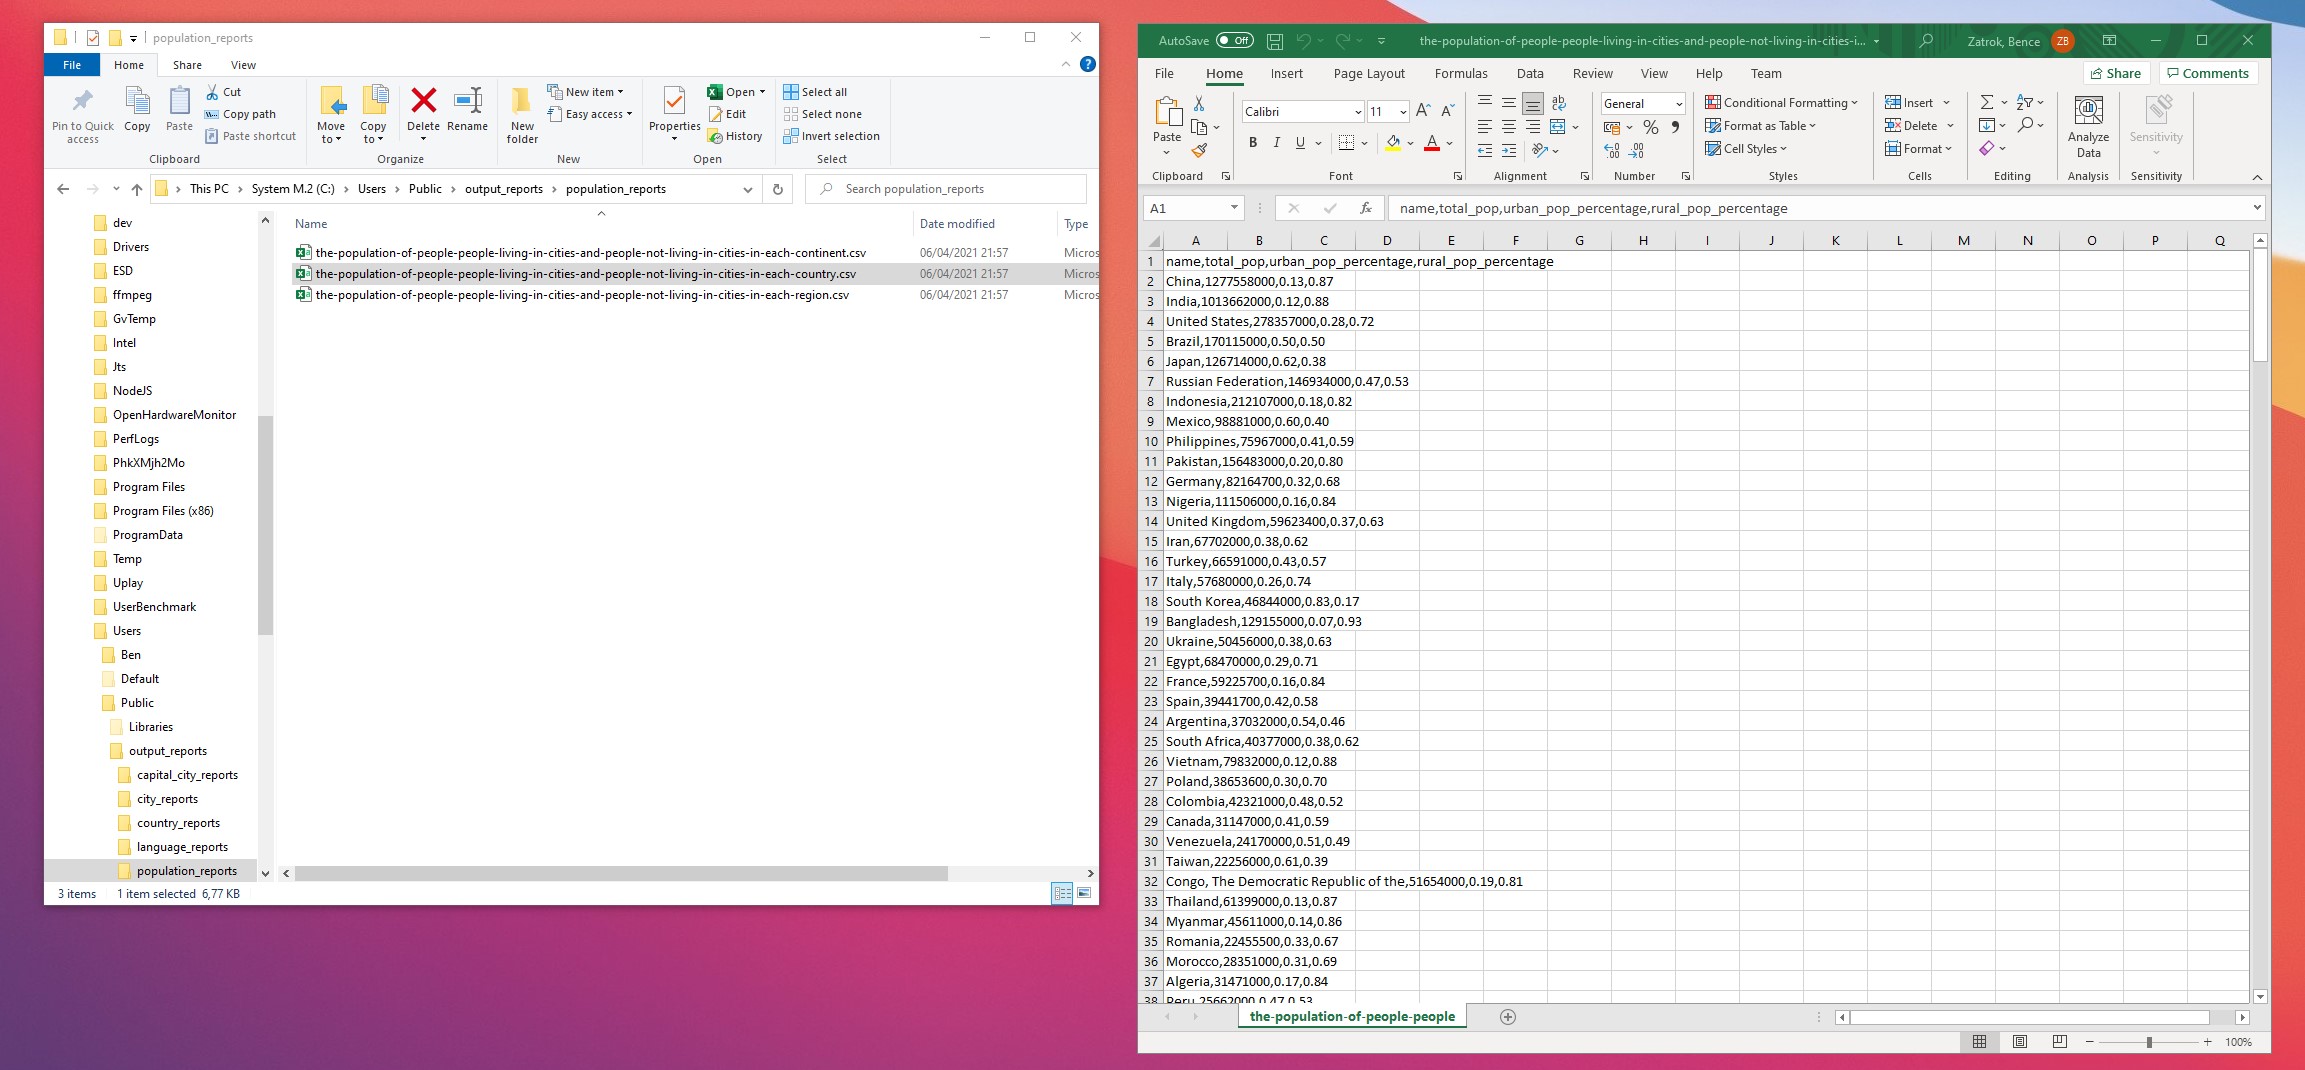 population_reports
File Home Share View
Pin to Quick access
Copy
Paste
Cut
Copy path
Paste shortcut
Clipboard
Move to
Copy to
Delete
Rename
Organize
New folder
New item
Easy access
New
Properties
Open
Edit
History
Open
Select all
Select none
Invert selection
Select
This PC > System M.2 (C:) > Users > Public > output_reports > population_reports
Search population_reports
dev
Drivers
ESD
ffmpeg
GvTemp
Intel
Jts
NodeJS
OpenHardwareMonitor
PerfLogs
PhkXMjh2Mo
Program Files
Program Files (x86)
ProgramData
Temp
Uplay
UserBenchmark
Users
Ben
Default
Public
Libraries
output_reports
capital_city_reports
city_reports
country_reports
language_reports
population_reports
Name Date modified Type
the-population-of-people-people-living-in-cities-and-people-not-living-in-cities-in-each-continent.csv 06/04/2021 21:57 Micros
the-population-of-people-people-living-in-cities-and-people-not-living-in-cities-in-each-country.csv 06/04/2021 21:57 Micros
the-population-of-people-people-living-in-cities-and-people-not-living-in-cities-in-each-region.csv 06/04/2021 21:57 Micros
3 items 1 item selected 6,77 KB
AutoSave Off the-population-of-people-people-living-in-cities-and-people-not-living-in-cities-i... Zatrok, Bence ZB
File Home Insert Page Layout Formulas Data Review View Help Team Share Comments
Paste
Clipboard
Calibri 11
B I U
Font
ab
Alignment
General
Number
Conditional Formatting
Format as Table
Cell Styles
Styles
Insert
Delete
Format
Cells
Editing
Analyze Data
Analysis
Sensitivity
Sensitivity
A1 fx name,total_pop,urban_pop_percentage,rural_pop_percentage
A B C D E F G H I J K L M N O P Q
1 name,total_pop,urban_pop_percentage,rural_pop_percentage
2 China,1277558000,0.13,0.87
3 India,1013662000,0.12,0.88
4 United States,278357000,0.28,0.72
5 Brazil,170115000,0.50,0.50
6 Japan,126714000,0.62,0.38
7 Russian Federation,146934000,0.47,0.53
8 Indonesia,212107000,0.18,0.82
9 Mexico,98881000,0.60,0.40
10 Philippines,75967000,0.41,0.59
11 Pakistan,156483000,0.20,0.80
12 Germany,82164700,0.32,0.68
13 Nigeria,111506000,0.16,0.84
14 United Kingdom,59623400,0.37,0.63
15 Iran,67702000,0.38,0.62
16 Turkey,66591000,0.43,0.57
17 Italy,57680000,0.26,0.74
18 South Korea,46844000,0.83,0.17
19 Bangladesh,129155000,0.07,0.93
20 Ukraine,50456000,0.38,0.63
21 Egypt,68470000,0.29,0.71
22 France,59225700,0.16,0.84
23 Spain,39441700,0.42,0.58
24 Argentina,37032000,0.54,0.46
25 South Africa,40377000,0.38,0.62
26 Vietnam,79832000,0.12,0.88
27 Poland,38653600,0.30,0.70
28 Colombia,42321000,0.48,0.52
29 Canada,31147000,0.41,0.59
30 Venezuela,24170000,0.51,0.49
31 Taiwan,22256000,0.61,0.39
32 Congo, The Democratic Republic of the,51654000,0.19,0.81
33 Thailand,61399000,0.13,0.87
34 Myanmar,45611000,0.14,0.86
35 Romania,22455500,0.33,0.67
36 Morocco,28351000,0.31,0.69
37 Algeria,31471000,0.17,0.84
38 Peru,25662000,0.47,0.53
the-population-of-people-people
100%